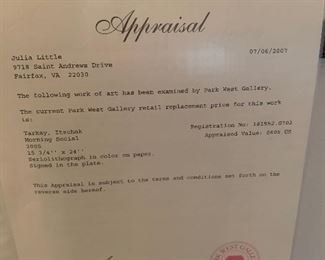 Appraisal
Julia Little
07/06/2007
9718 Saint Andrews Drive
Fairfax, VA 22030
The following work of art has been examined by Park West Gallery.
The current Park West Gallery retail replacement price for this work
is:
Tarkay, Itzchak
Morning Social
2005
15 3/4'' x 24''
Seriolithograph in color on paper.
Signed in the plate.
Registration No:
Appraised Value:
This Appraisal is subject to the terms and conditions set forth on the
reverse side hereof.
WEST GALL